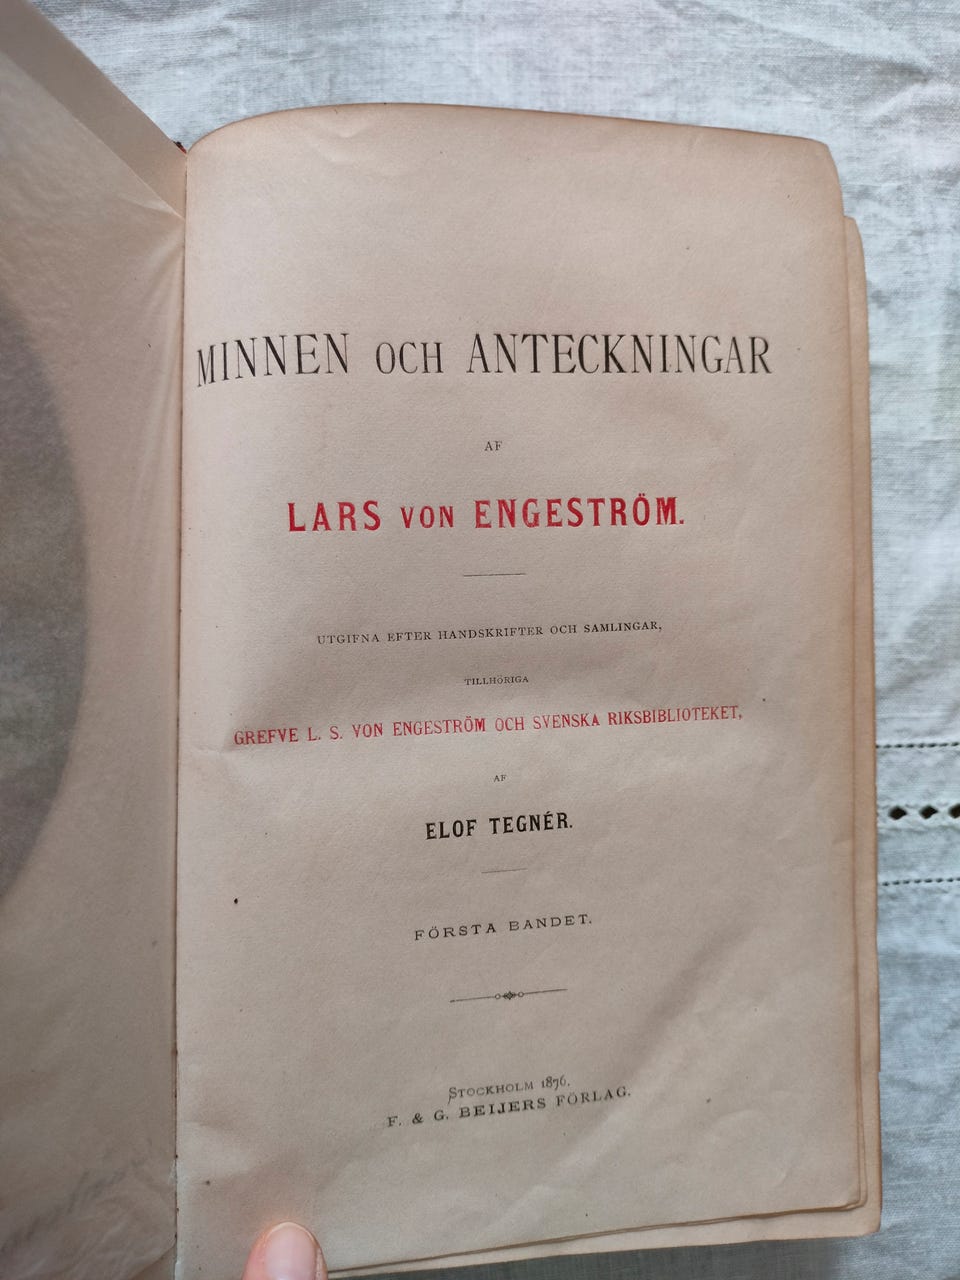 MINNEN OCH ANTECKNINGAR
AF
LARS VON ENGESTRÖM.
UTGIFNA EFTER HANDSKRIFTER OCH SAMLINGAR,
TILLHÖRIGA
GREFVE L. S. VON ENGESTRÖM OCH SVENSKA RIKSBIBLIOTEKET,
AF
ELOF TEGNÉR.
FÖRSTA BANDET.
STOCKHOLM 1876.
F. & G. BEIJERS FÖRLAG.